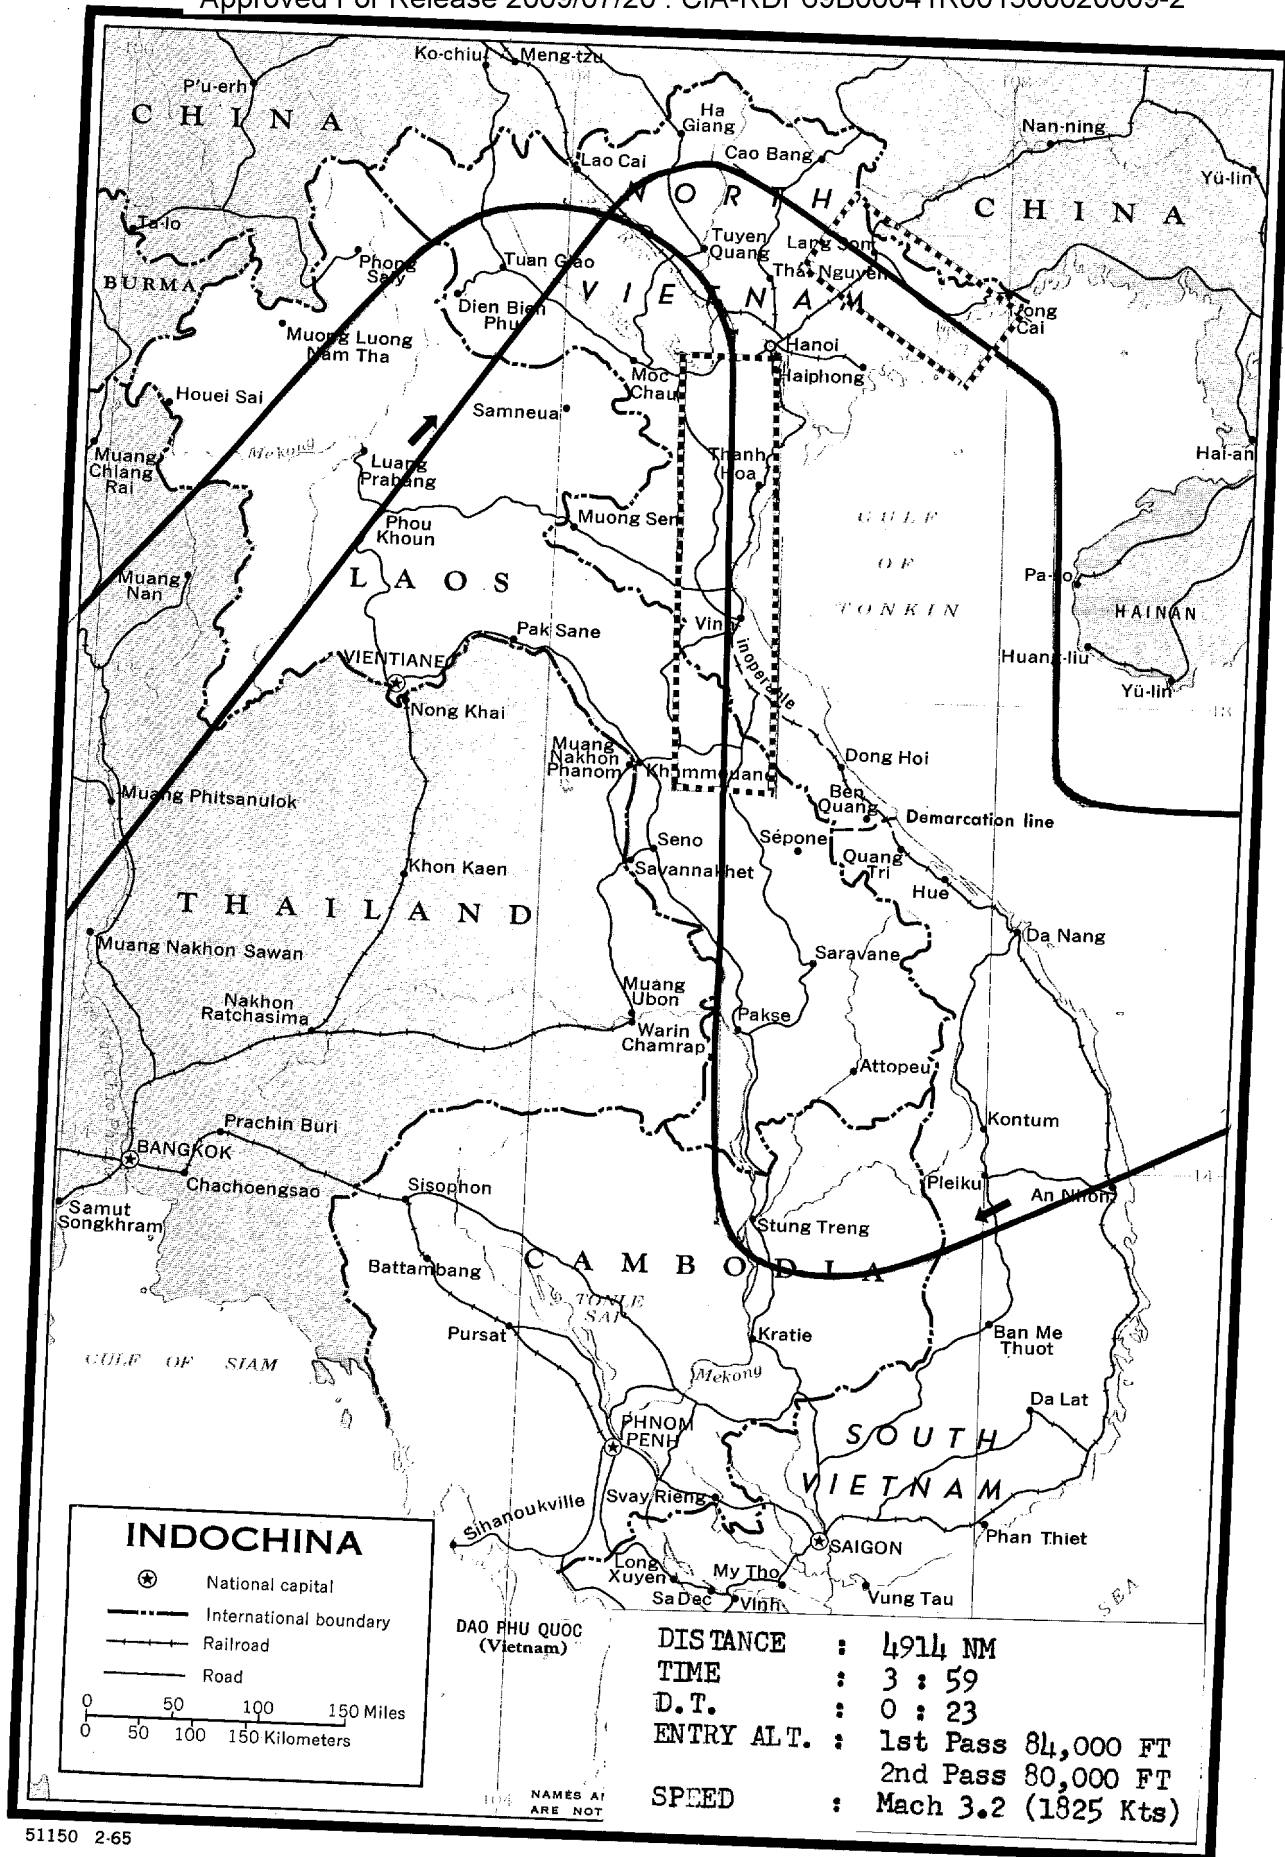 Approved For Release 2009/07/20 : CIA-RDP89B00041R001500020009-2
Ko-chiu
Meng-tzu
P'u-erh
CHINA
Ha
Giang
Nan-ning
Cao Bang
Lao Cai
Yü-lin
NORTH
CHINA
Ta-lo
Tuyen
Quang
Lang Son
Phong
Saly
Tuan Giao
Thai Nguyen
BURMA
VIETNAM
Dien Bien
Phu
Mong
Cai
Muong Luong
Nam Tha
Hanoi
Moc
Chau
Haiphong
Houei Sai
Samneua
Mekong
Muang
Chiang
Rai
Luang
Prabang
Thanh
Hoa
Hai-an
Phou
Khoun
Muong Sen
GULF
OF
TONKIN
LAOS
Muang
Nan
Pa-so
HAINAN
Vinh
Pak Sane
inoperable
VIENTIANE
Huang-liu
Yü-lin
Nong Khai
18
Muang
Nakhon
Phanom
Khammouane
Dong Hoi
Ben
Quang
Muang Phitsanulok
Demarcation line
Seno
Sépone
Savannakhet
Quang
Tri
Khon Kaen
Hue
THAILAND
Da Nang
Muang Nakhon Sawan
Saravane
Nakhon
Ratchasima
Muang
Ubon
Warin
Chamrap
Pakse
Attopeu
Kontum
Prachin Buri
BANGKOK
Chachoengsao
Sisophon
Pleiku
An Nhon
14
Samut
Songkhram
Stung Treng
Battambang
CAMBODIA
TONLE
SAP
Pursat
Kratie
Ban Me
Thuot
GULF OF SIAM
Mekong
Da Lat
PHNOM
PENH
SOUTH
VIETNAM
Svay Rieng
Sihanoukville
SAIGON
Phan Thiet
Long
Xuyen
My Tho
Sa Dec
Vinh
Vung Tau
SEA
DAO PHU QUOC
(Vietnam)
INDOCHINA
National capital
International boundary
Railroad
Road
0 50 100 150 Miles
0 50 100 150 Kilometers
DISTANCE : 4914 NM
TIME : 3 : 59
D.T. : 0 : 23
ENTRY ALT. : 1st Pass 84,000 FT
2nd Pass 80,000 FT
SPEED : Mach 3.2 (1825 Kts)
104
NAMES A
ARE NOT
51150 2-65